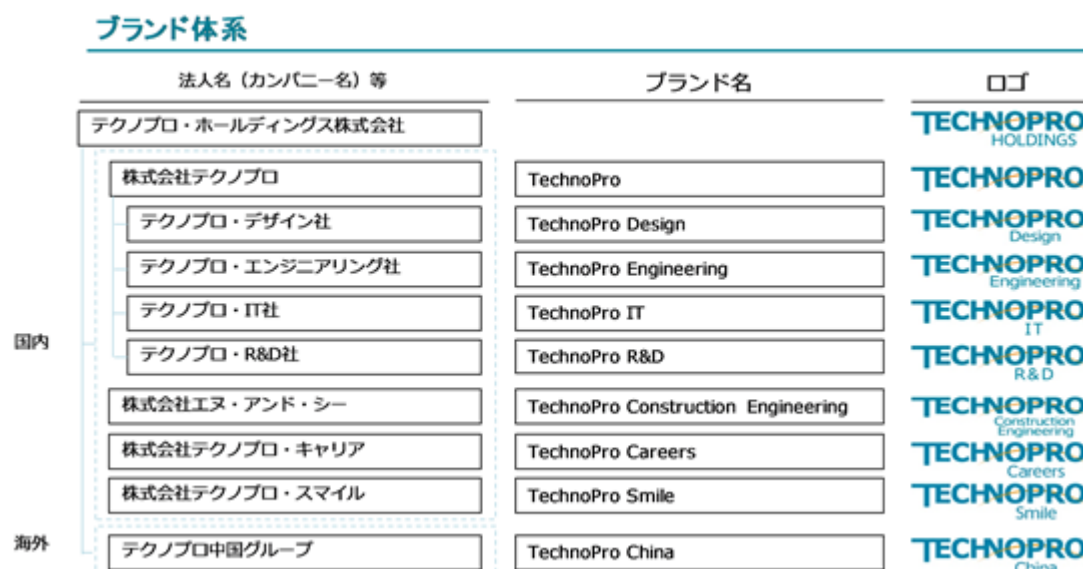 ブランド体系
法人名（カンパニー名）等
ブランド名
ロゴ
テクノプロ・ホールディングス株式会社
TECHNOPRO
HOLDINGS
株式会社テクノプロ
TechnoPro
TECHNOPRO
テクノプロ・デザイン社
TechnoPro Design
TECHNOPRO
Design
テクノプロ・エンジニアリング社
TechnoPro Engineering
TECHNOPRO
Engineering
国内
テクノプロ・IT社
TechnoPro IT
TECHNOPRO
IT
テクノプロ・R&D社
TechnoPro R&D
TECHNOPRO
R&D
株式会社エヌ・アンド・シー
TechnoPro Construction Engineering
TECHNOPRO
Construction
Engineering
株式会社テクノプロ・キャリア
TechnoPro Careers
TECHNOPRO
Careers
株式会社テクノプロ・スマイル
TechnoPro Smile
TECHNOPRO
Smile
海外
テクノプロ中国グループ
TechnoPro China
TECHNOPRO
China